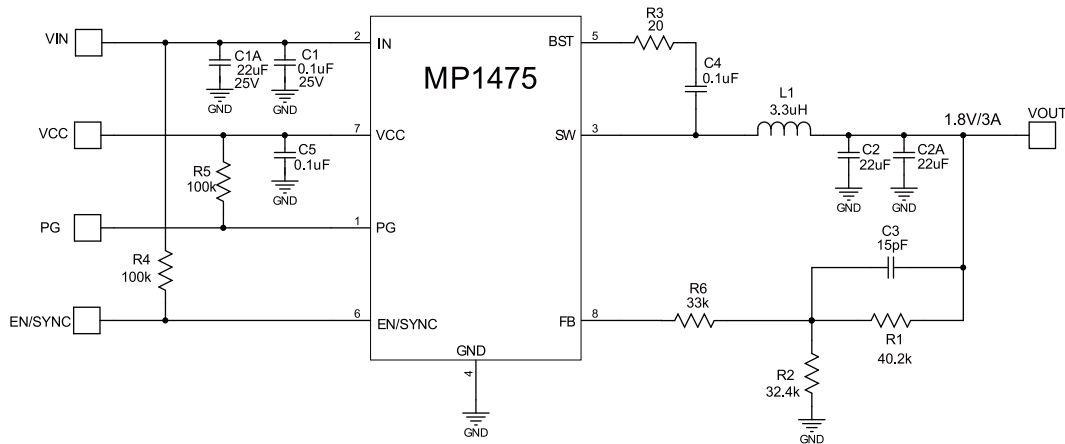 VIN
2
IN
C1A
22uF
25V
GND
C1
0.1uF
25V
GND
VCC
7
VCC
R5
100k
C5
0.1uF
GND
PG
1
PG
R4
100k
EN/SYNC
6
EN/SYNC
MP1475
GND
4
GND
BST
5
R3
20
C4
0.1uF
SW
3
L1
3.3uH
1.8V/3A
VOUT
C2
22uF
GND
C2A
22uF
GND
C3
15pF
FB
8
R6
33k
R1
40.2k
R2
32.4k
GND